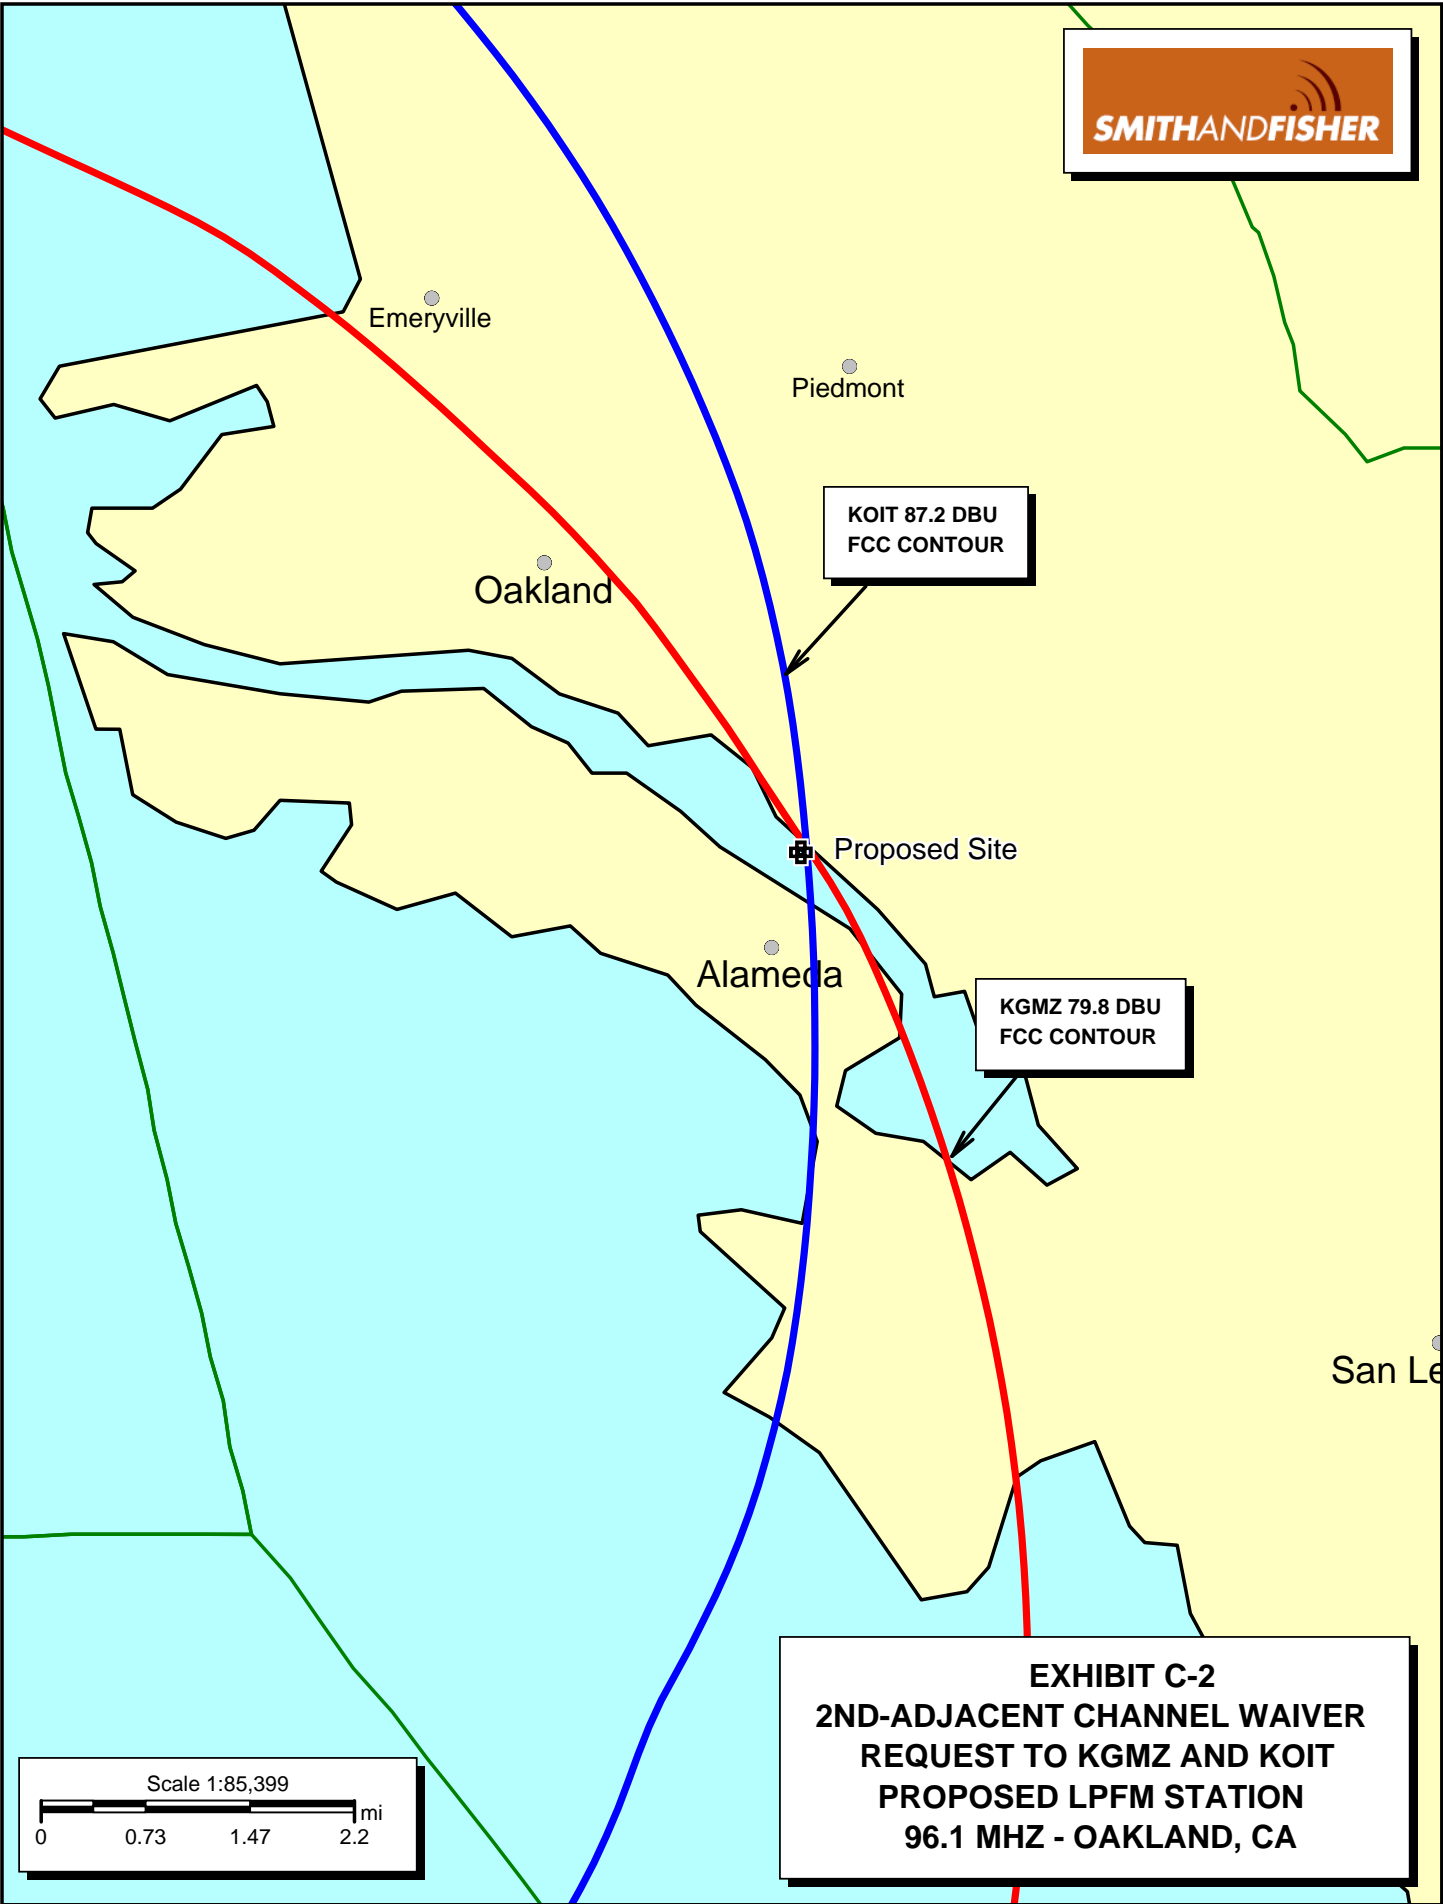 SMITHANDFISHER
Emeryville
Piedmont
KOIT 87.2 DBU
FCC CONTOUR
Oakland
Proposed Site
Alameda
KGMZ 79.8 DBU
FCC CONTOUR
San Le
EXHIBIT C-2
2ND-ADJACENT CHANNEL WAIVER
REQUEST TO KGMZ AND KOIT
PROPOSED LPFM STATION
96.1 MHZ - OAKLAND, CA
Scale 1:85,399
mi
0 0.73 1.47 2.2